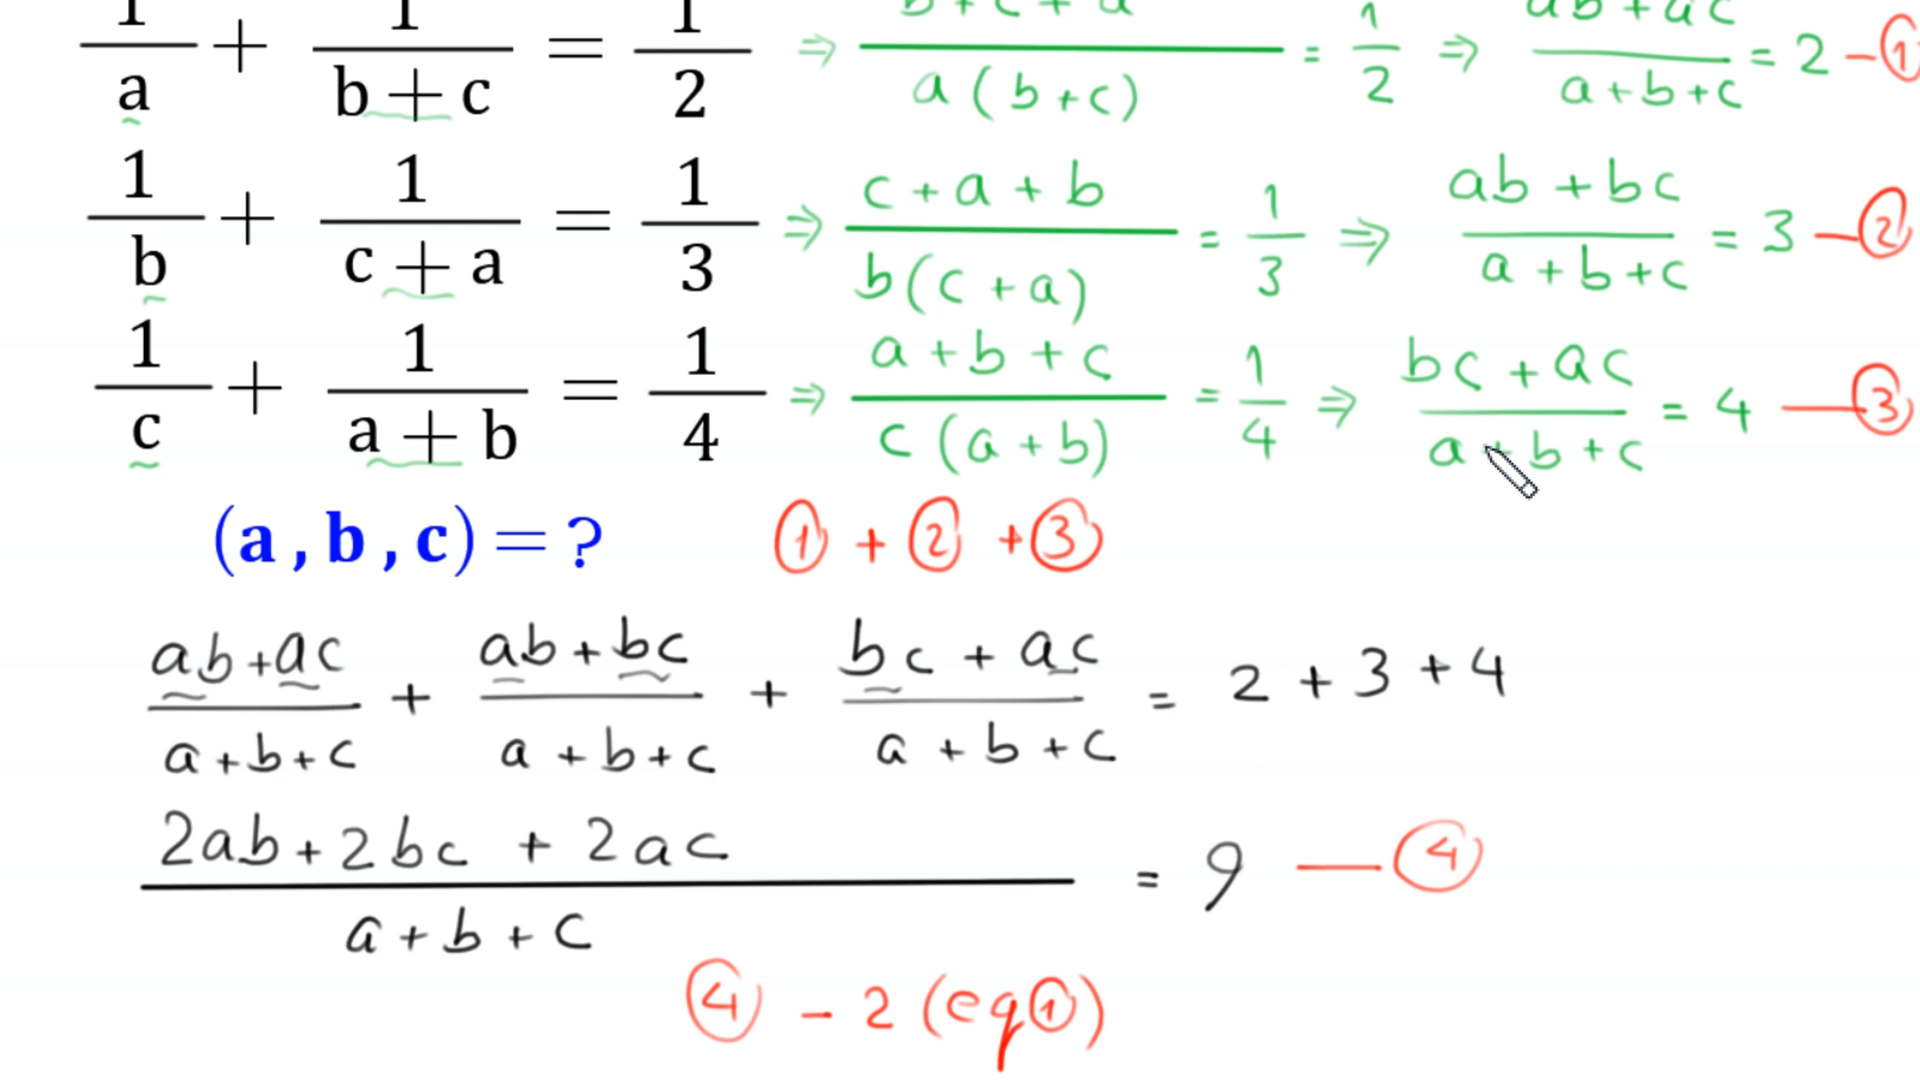 1/a + 1/(b+c) = 1/2 ⇒ (b+c+a)/(a(b+c)) = 1/2 ⇒ (ab+ac)/(a+b+c) = 2 —①
1/b + 1/(c+a) = 1/3 ⇒ (c+a+b)/(b(c+a)) = 1/3 ⇒ (ab+bc)/(a+b+c) = 3 —②
1/c + 1/(a+b) = 1/4 ⇒ (a+b+c)/(c(a+b)) = 1/4 ⇒ (bc+ac)/(a+b+c) = 4 —③
(a , b , c) = ? ① + ② + ③
(ab+ac)/(a+b+c) + (ab+bc)/(a+b+c) + (bc+ac)/(a+b+c) = 2+3+4
(2ab+2bc+2ac)/(a+b+c) = 9 —④
④ - 2 (eq①)